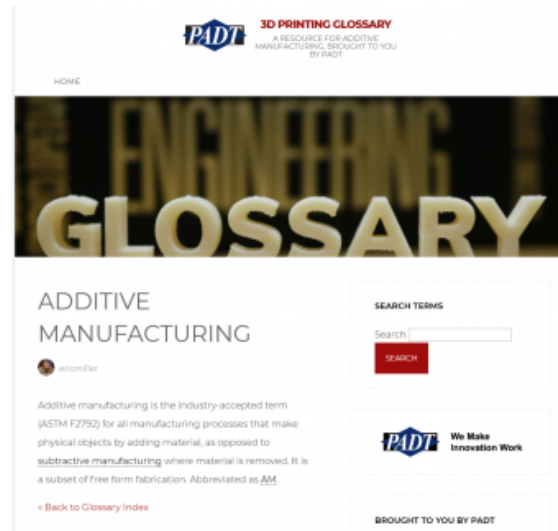 PADT
3D PRINTING GLOSSARY
A RESOURCE FOR ADDITIVE
MANUFACTURING, BROUGHT TO YOU
BY PADT
HOME
ENGINEERING
GLOSSARY
ADDITIVE
MANUFACTURING
ericmiller
Additive manufacturing is the industry-accepted term
(ASTM F2792) for all manufacturing processes that make
physical objects by adding material, as opposed to
subtractive manufacturing where material is removed. It is
a subset of free form fabrication. Abbreviated as AM.
< Back to Glossary Index
SEARCH TERMS
Search
SEARCH
PADT
We Make
Innovation Work
BROUGHT TO YOU BY PADT